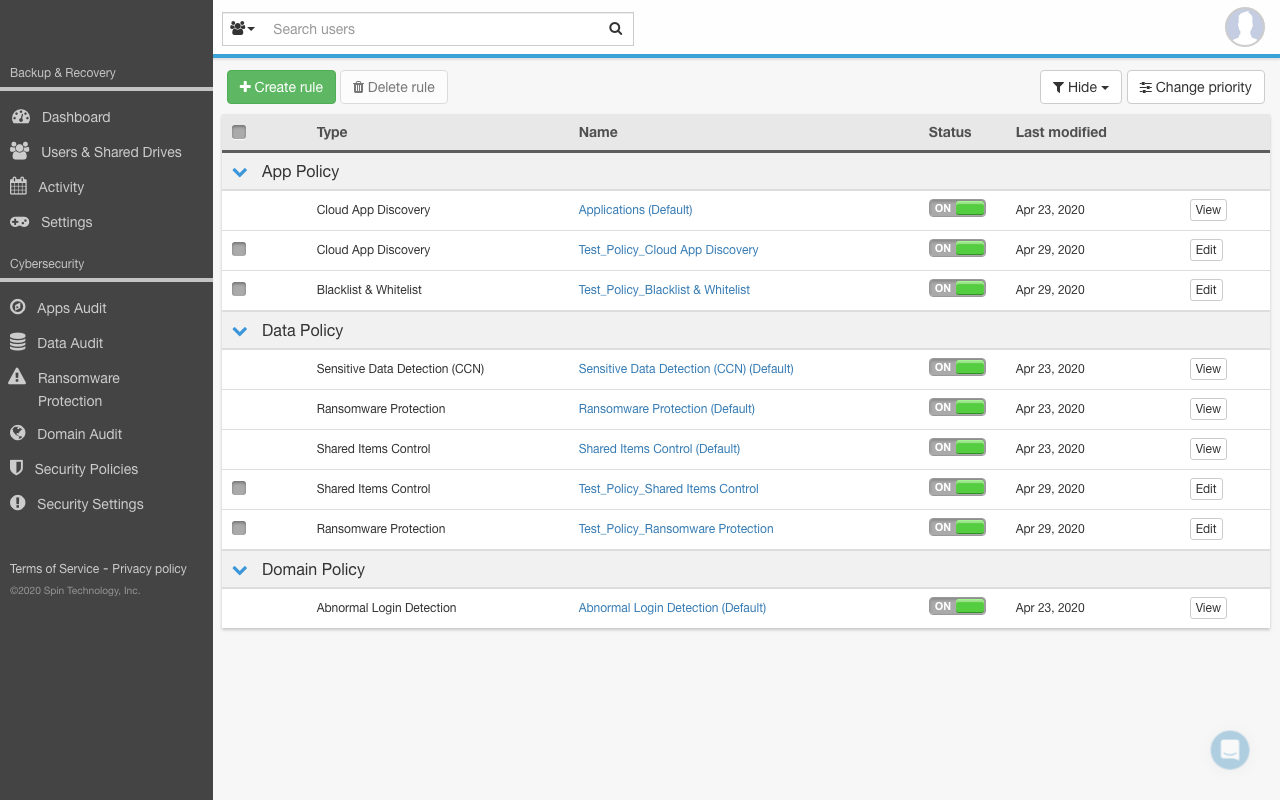 Search users
Backup & Recovery
Dashboard
Users & Shared Drives
Activity
Settings
Cybersecurity
Apps Audit
Data Audit
Ransomware
Protection
Domain Audit
Security Policies
Security Settings
Terms of Service - Privacy policy
©2020 Spin Technology, Inc.
Create rule Delete rule Hide Change priority
Type Name Status Last modified
App Policy
Cloud App Discovery Applications (Default) ON Apr 23, 2020 View
Cloud App Discovery Test_Policy_Cloud App Discovery ON Apr 29, 2020 Edit
Blacklist & Whitelist Test_Policy_Blacklist & Whitelist ON Apr 29, 2020 Edit
Data Policy
Sensitive Data Detection (CCN) Sensitive Data Detection (CCN) (Default) ON Apr 23, 2020 View
Ransomware Protection Ransomware Protection (Default) ON Apr 23, 2020 View
Shared Items Control Shared Items Control (Default) ON Apr 23, 2020 View
Shared Items Control Test_Policy_Shared Items Control ON Apr 29, 2020 Edit
Ransomware Protection Test_Policy_Ransomware Protection ON Apr 29, 2020 Edit
Domain Policy
Abnormal Login Detection Abnormal Login Detection (Default) ON Apr 23, 2020 View